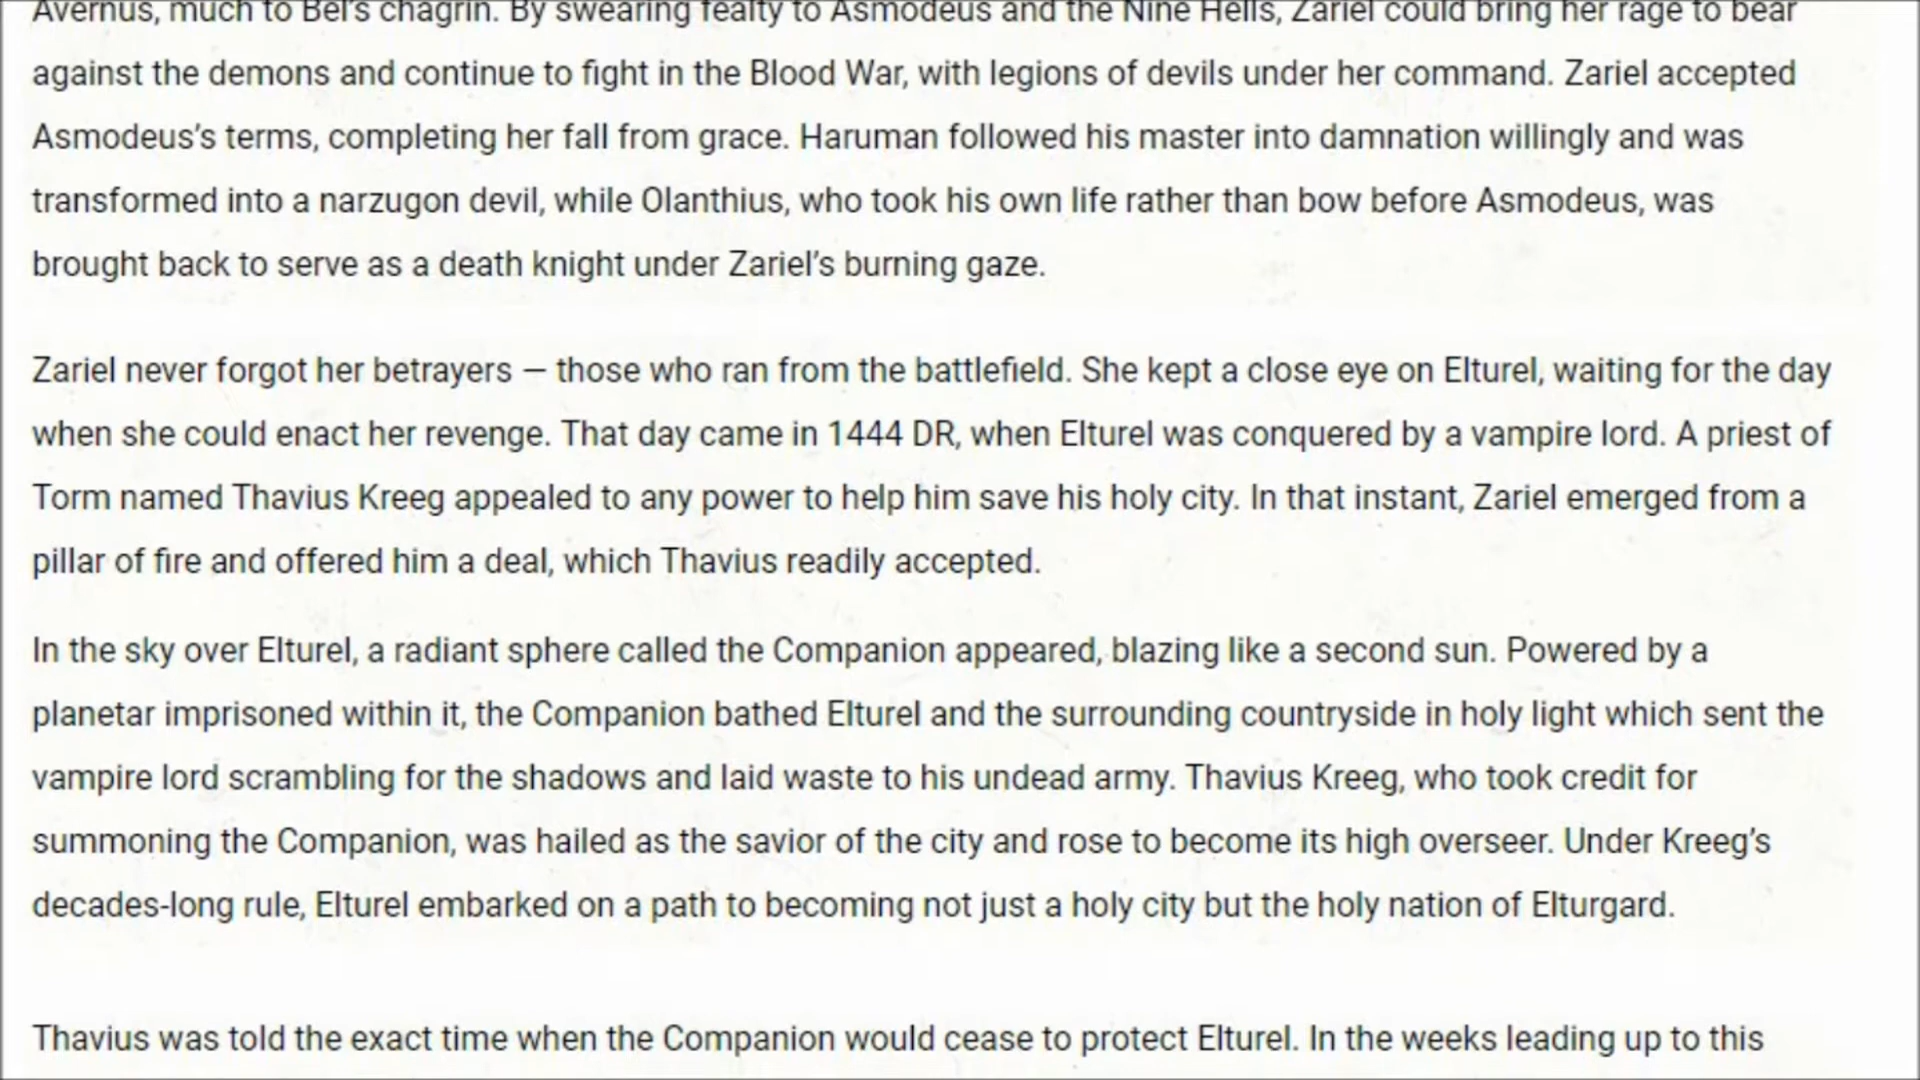 Avernus, much to Bel's chagrin. By swearing fealty to Asmodeus and the Nine Hells, Zariel could bring her rage to bear
against the demons and continue to fight in the Blood War, with legions of devils under her command. Zariel accepted
Asmodeus’s terms, completing her fall from grace. Haruman followed his master into damnation willingly and was
transformed into a narzugon devil, while Olanthius, who took his own life rather than bow before Asmodeus, was
brought back to serve as a death knight under Zariel’s burning gaze.
Zariel never forgot her betrayers — those who ran from the battlefield. She kept a close eye on Elturel, waiting for the day
when she could enact her revenge. That day came in 1444 DR, when Elturel was conquered by a vampire lord. A priest of
Torm named Thavius Kreeg appealed to any power to help him save his holy city. In that instant, Zariel emerged from a
pillar of fire and offered him a deal, which Thavius readily accepted.
In the sky over Elturel, a radiant sphere called the Companion appeared, blazing like a second sun. Powered by a
planetar imprisoned within it, the Companion bathed Elturel and the surrounding countryside in holy light which sent the
vampire lord scrambling for the shadows and laid waste to his undead army. Thavius Kreeg, who took credit for
summoning the Companion, was hailed as the savior of the city and rose to become its high overseer. Under Kreeg’s
decades-long rule, Elturel embarked on a path to becoming not just a holy city but the holy nation of Elturgard.
Thavius was told the exact time when the Companion would cease to protect Elturel. In the weeks leading up to this